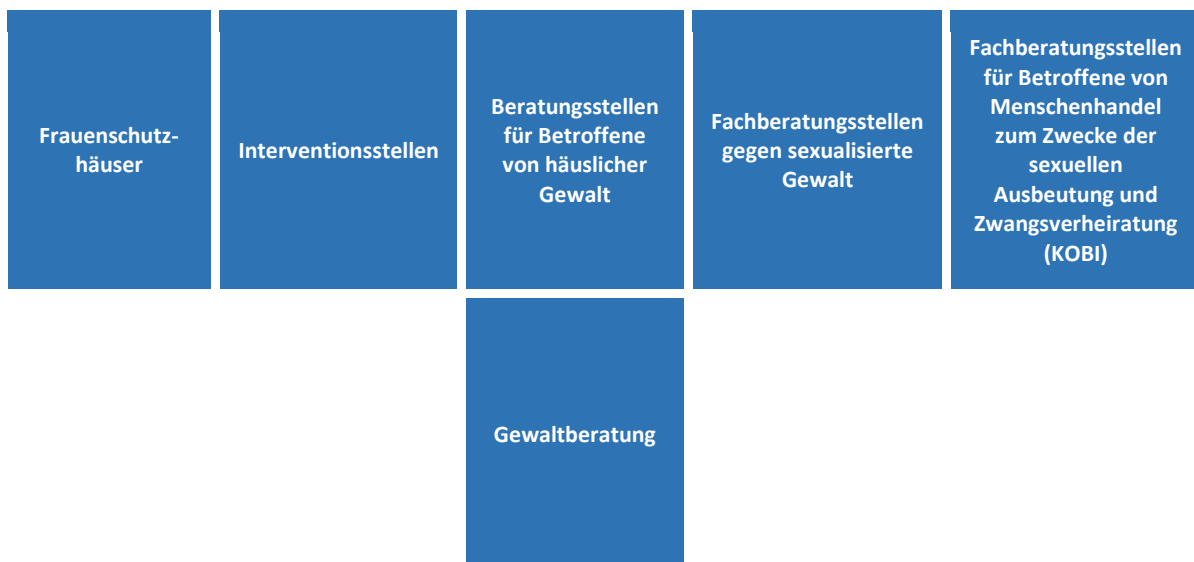 Frauenschutz-
häuser
Interventionsstellen
Beratungsstellen
für Betroffene
von häuslicher
Gewalt
Fachberatungsstellen
gegen sexualisierte
Gewalt
Fachberatungsstellen
für Betroffene von
Menschenhandel
zum Zwecke der
sexuellen
Ausbeutung und
Zwangsverheiratung
(KOBI)
Gewaltberatung